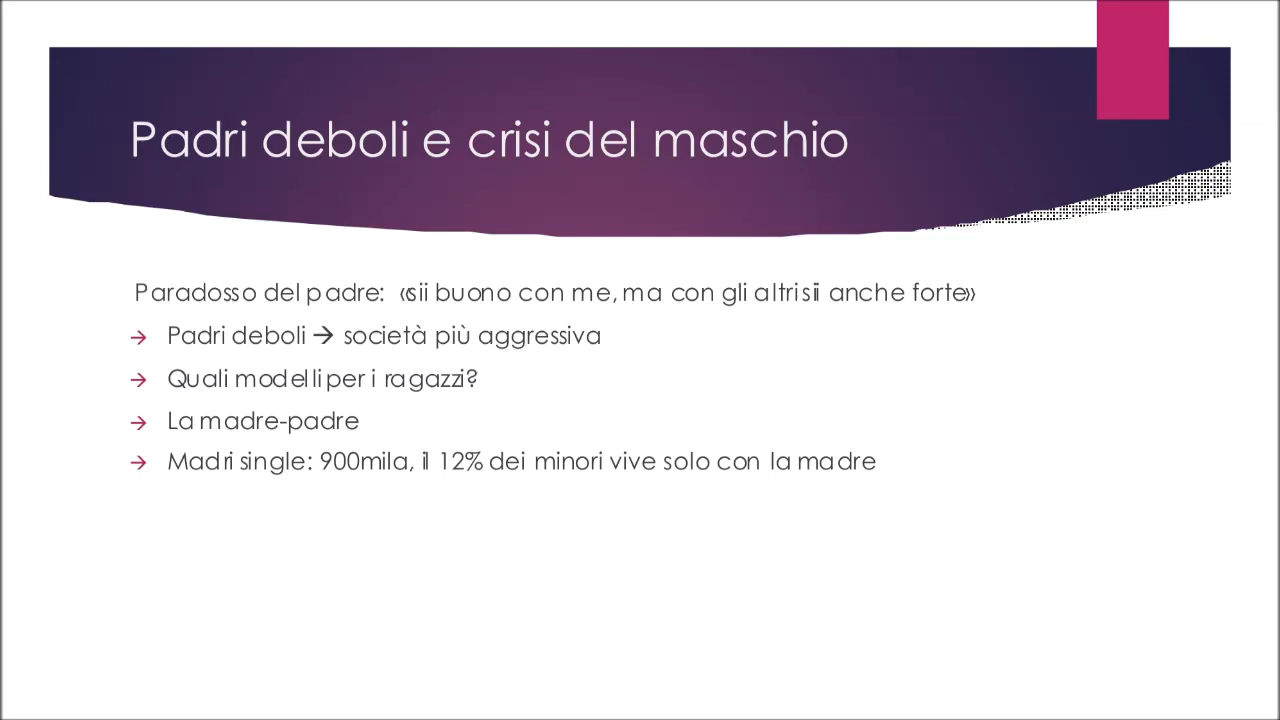 Padri deboli e crisi del maschio
Paradosso del padre: «sii buono con me, ma con gli altri sii anche forte»
→ Padri deboli → società più aggressiva
→ Quali modelli per i ragazzi?
→ La madre-padre
→ Madri single: 900mila, il 12% dei minori vive solo con la madre